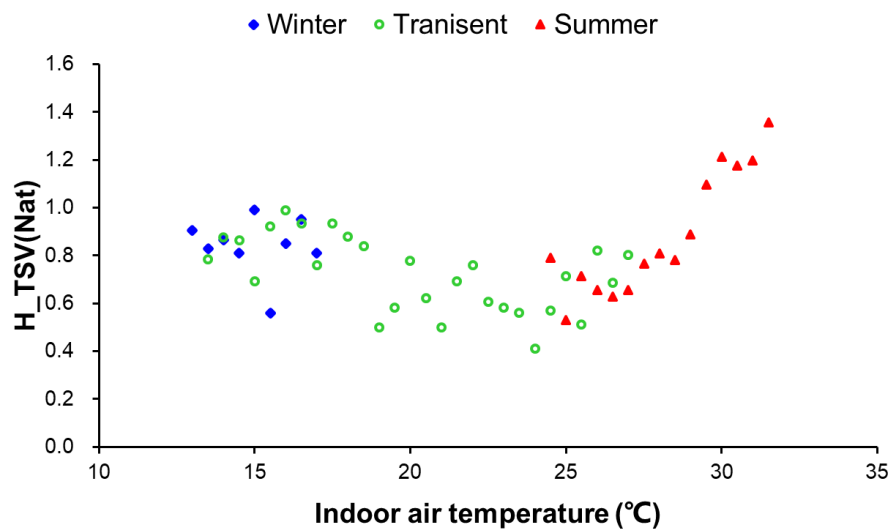 Winter Tranisent Summer
H_TSV(Nat)
1.6
1.4
1.2
1.0
0.8
0.6
0.4
0.2
0.0
10 15 20 25 30 35
Indoor air temperature (℃)